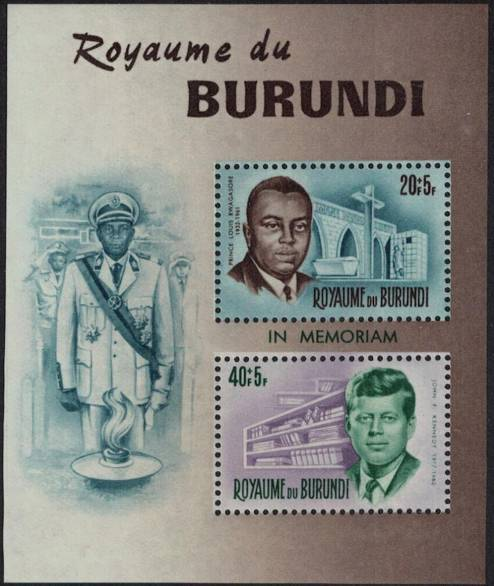 Royaume du
BURUNDI
20F+5F
PRINCE LOUIS RWAGASORE
1932-1961
ROYAUME DU BURUNDI
IN MEMORIAM
40F+5F
JOHN F. KENNEDY 1917-1963
ROYAUME DU BURUNDI